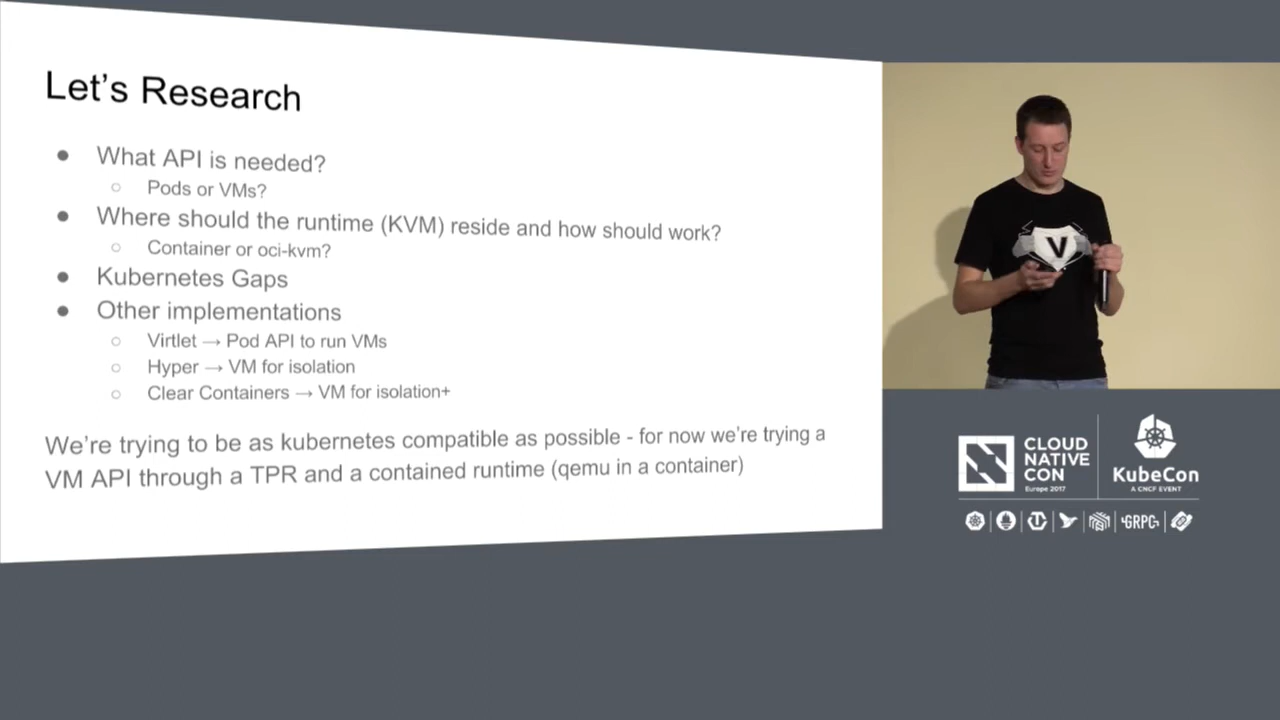 Let's Research
● What API is needed?
○ Pods or VMs?
● Where should the runtime (KVM) reside and how should work?
○ Container or oci-kvm?
● Kubernetes Gaps
● Other implementations
○ Virtlet → Pod API to run VMs
○ Hyper → VM for isolation
○ Clear Containers → VM for isolation+
We're trying to be as kubernetes compatible as possible - for now we're trying a
VM API through a TPR and a contained runtime (qemu in a container)
V
CLOUD
NATIVE
CON
Europe 2017
KubeCon
A CNCF EVENT
GRPC